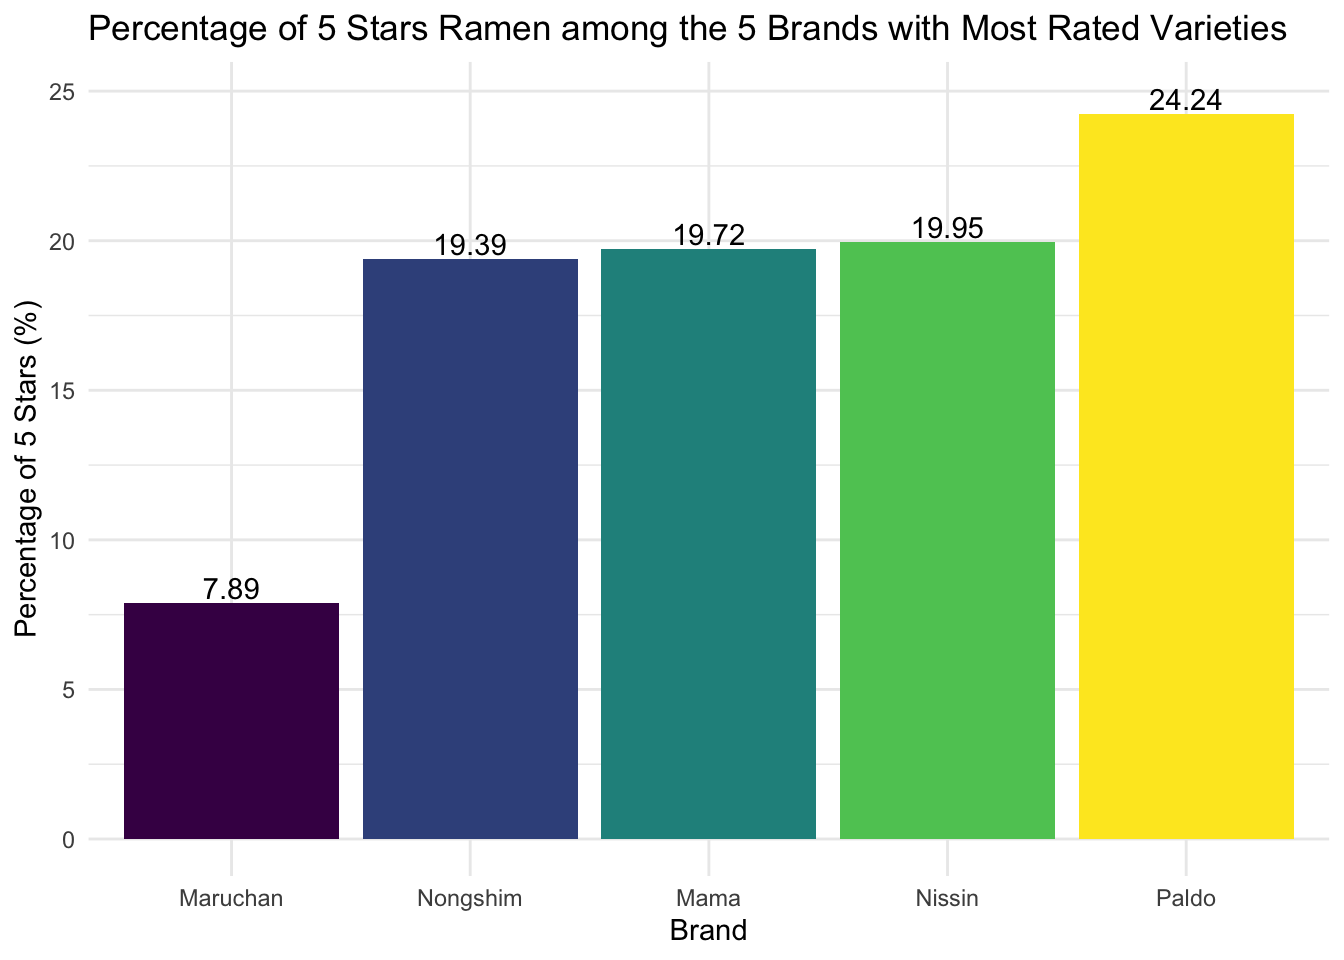 Percentage of 5 Stars Ramen among the 5 Brands with Most Rated Varieties
Percentage of 5 Stars (%)
25
20
15
10
5
0
7.89
19.39
19.72
19.95
24.24
Maruchan
Nongshim
Mama
Nissin
Paldo
Brand